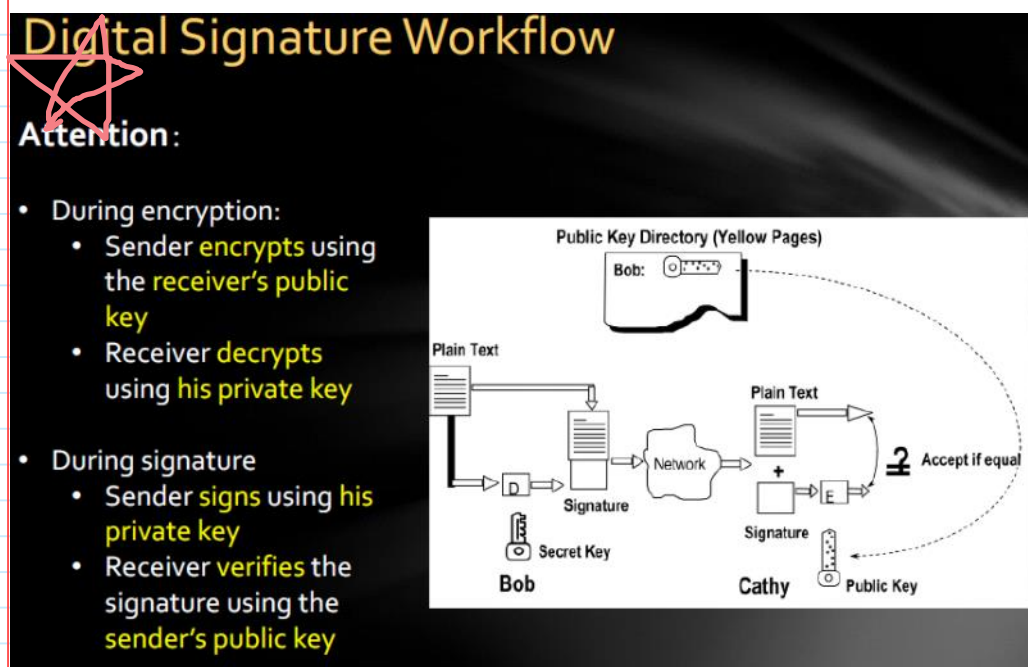 Digital Signature Workflow
Attention:
• During encryption:
• Sender encrypts using
the receiver's public
key
• Receiver decrypts
using his private key
• During signature
• Sender signs using his
private key
• Receiver verifies the
signature using the
sender's public key
Public Key Directory (Yellow Pages)
Bob:
Plain Text
D
Signature
Secret Key
Bob
Network
Plain Text
+
Signature
E
=?
Accept if equal
Public Key
Cathy